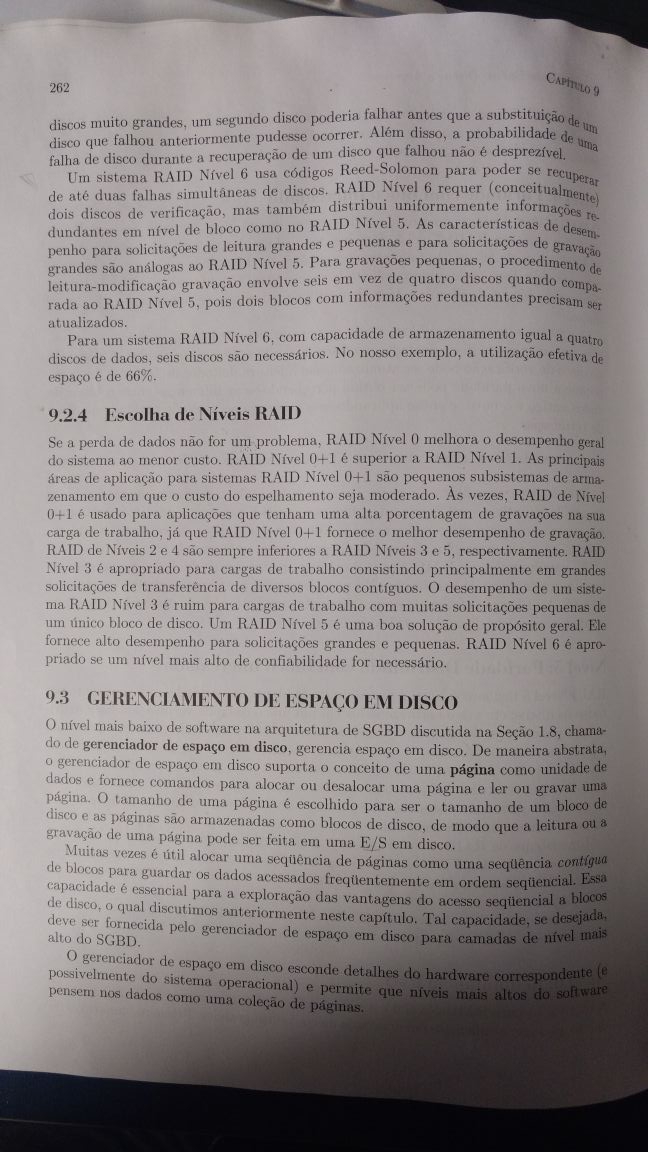 262
CAPÍTULO 9
discos muito grandes, um segundo disco poderia falhar antes que a substituição de um
disco que falhou anteriormente pudesse ocorrer. Além disso, a probabilidade de uma
falha de disco durante a recuperação de um disco que falhou não é desprezível.
Um sistema RAID Nível 6 usa códigos Reed-Solomon para poder se recuperar
de até duas falhas simultâneas de discos. RAID Nível 6 requer (conceitualmente)
dois discos de verificação, mas também distribui uniformemente informações re-
dundantes em nível de bloco como no RAID Nível 5. As características de desem-
penho para solicitações de leitura grandes e pequenas e para solicitações de gravação
grandes são análogas ao RAID Nível 5. Para gravações pequenas, o procedimento de
leitura-modificação gravação envolve seis em vez de quatro discos quando compa-
rada ao RAID Nível 5, pois dois blocos com informações redundantes precisam ser
atualizados.
Para um sistema RAID Nível 6, com capacidade de armazenamento igual a quatro
discos de dados, seis discos são necessários. No nosso exemplo, a utilização efetiva de
espaço é de 66%.
9.2.4 Escolha de Níveis RAID
Se a perda de dados não for um problema, RAID Nível 0 melhora o desempenho geral
do sistema ao menor custo. RAID Nível 0+1 é superior a RAID Nível 1. As principais
áreas de aplicação para sistemas RAID Nível 0+1 são pequenos subsistemas de arma-
zenamento em que o custo do espelhamento seja moderado. Às vezes, RAID de Nível
0+1 é usado para aplicações que tenham uma alta porcentagem de gravações na sua
carga de trabalho, já que RAID Nível 0+1 fornece o melhor desempenho de gravação.
RAID de Níveis 2 e 4 são sempre inferiores a RAID Níveis 3 e 5, respectivamente. RAID
Nível 3 é apropriado para cargas de trabalho consistindo principalmente em grandes
solicitações de transferência de diversos blocos contíguos. O desempenho de um siste-
ma RAID Nível 3 é ruim para cargas de trabalho com muitas solicitações pequenas de
um único bloco de disco. Um RAID Nível 5 é uma boa solução de propósito geral. Ele
fornece alto desempenho para solicitações grandes e pequenas. RAID Nível 6 é apro-
priado se um nível mais alto de confiabilidade for necessário.
9.3 GERENCIAMENTO DE ESPAÇO EM DISCO
O nível mais baixo de software na arquitetura de SGBD discutida na Seção 1.8, chama-
do de gerenciador de espaço em disco, gerencia espaço em disco. De maneira abstrata,
o gerenciador de espaço em disco suporta o conceito de uma página como unidade de
dados e fornece comandos para alocar ou desalocar uma página e ler ou gravar uma
página. O tamanho de uma página é escolhido para ser o tamanho de um bloco de
disco e as páginas são armazenadas como blocos de disco, de modo que a leitura ou a
gravação de uma página pode ser feita em uma E/S em disco.
Muitas vezes é útil alocar uma seqüência de páginas como uma seqüência contígua
de blocos para guardar os dados acessados freqüentemente em ordem seqüencial. Essa
capacidade é essencial para a exploração das vantagens do acesso seqüencial a blocos
de disco, o qual discutimos anteriormente neste capítulo. Tal capacidade, se desejada,
deve ser fornecida pelo gerenciador de espaço em disco para camadas de nível mais
alto do SGBD.
O gerenciador de espaço em disco esconde detalhes do hardware correspondente (e
possivelmente do sistema operacional) e permite que níveis mais altos do software
pensem nos dados como uma coleção de páginas.